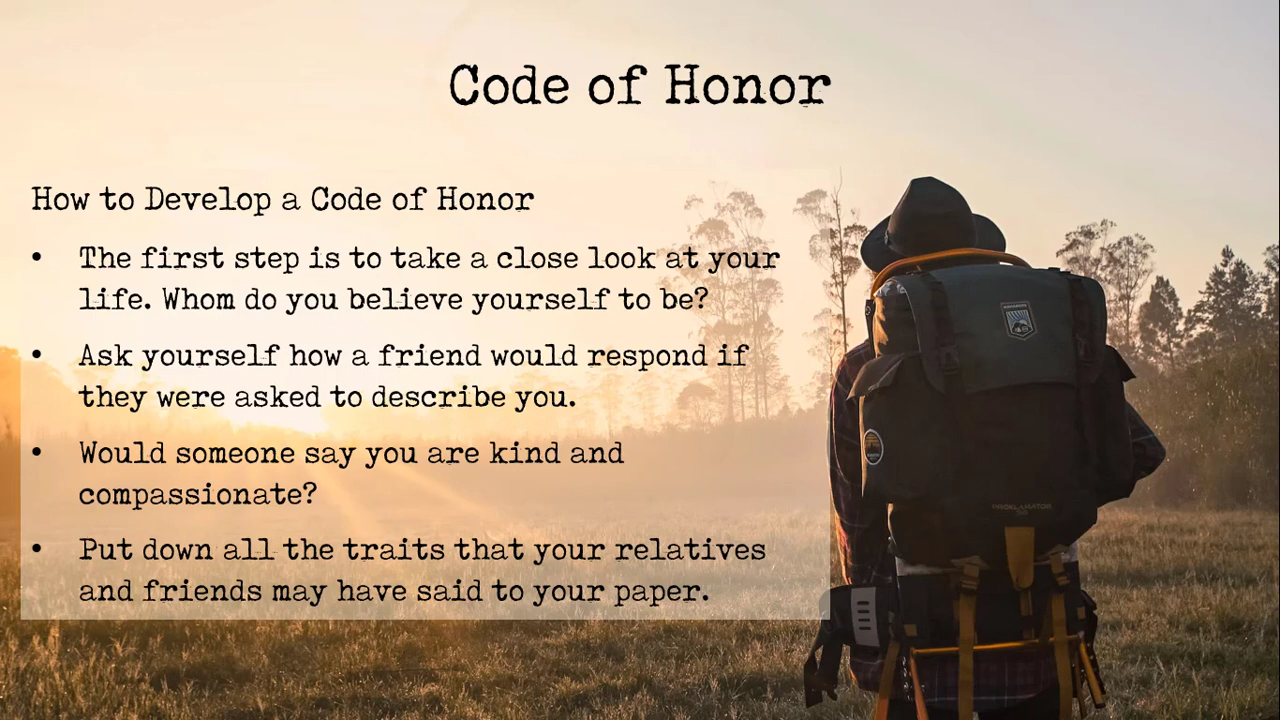 Code of Honor
How to Develop a Code of Honor
• The first step is to take a close look at your
life. Whom do you believe yourself to be?
• Ask yourself how a friend would respond if
they were asked to describe you.
• Would someone say you are kind and
compassionate?
• Put down all the traits that your relatives
and friends may have said to your paper.